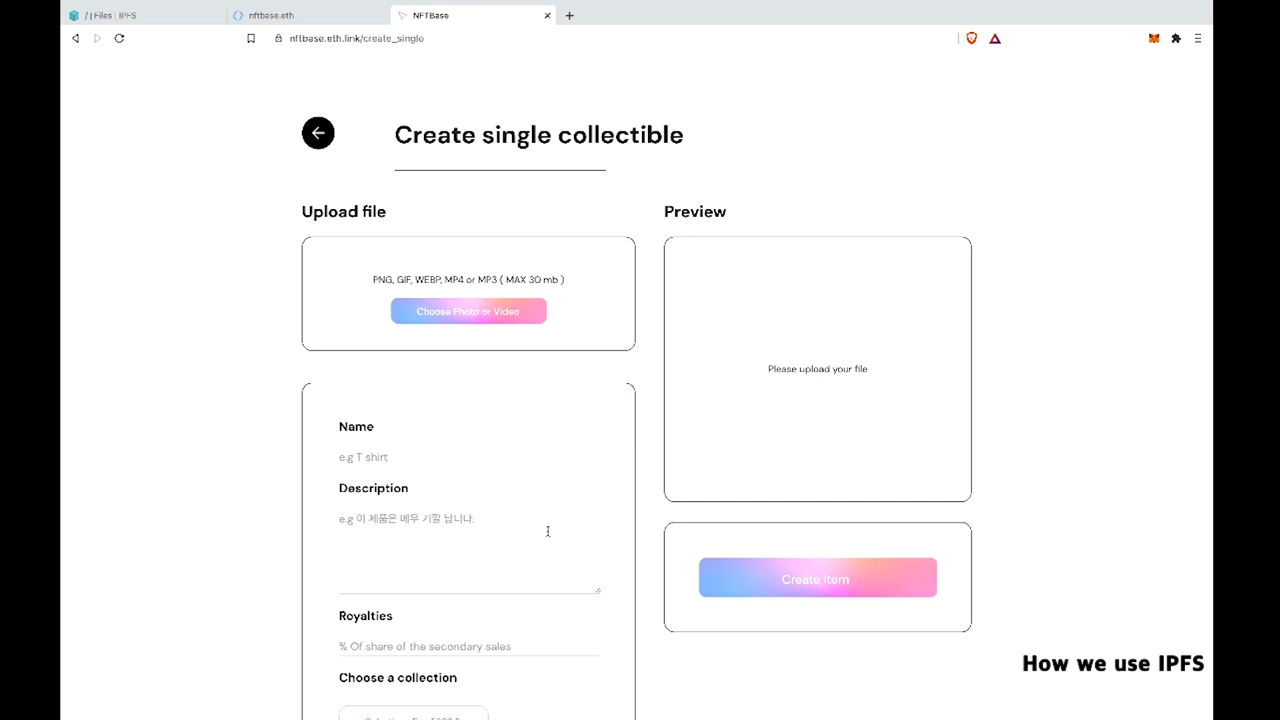 / | Files | IPFS
nftbase.eth
NFTBase
nftbase.eth.link/create_single
Create single collectible
Upload file
Preview
PNG, GIF, WEBP, MP4 or MP3 ( MAX 30 mb )
Choose Photo or Video
Please upload your file
Name
e.g T shirt
Description
e.g 이 제품은 메우 기깔 납니다.
Create Item
Royalties
% Of share of the secondary sales
How we use IPFS
Choose a collection